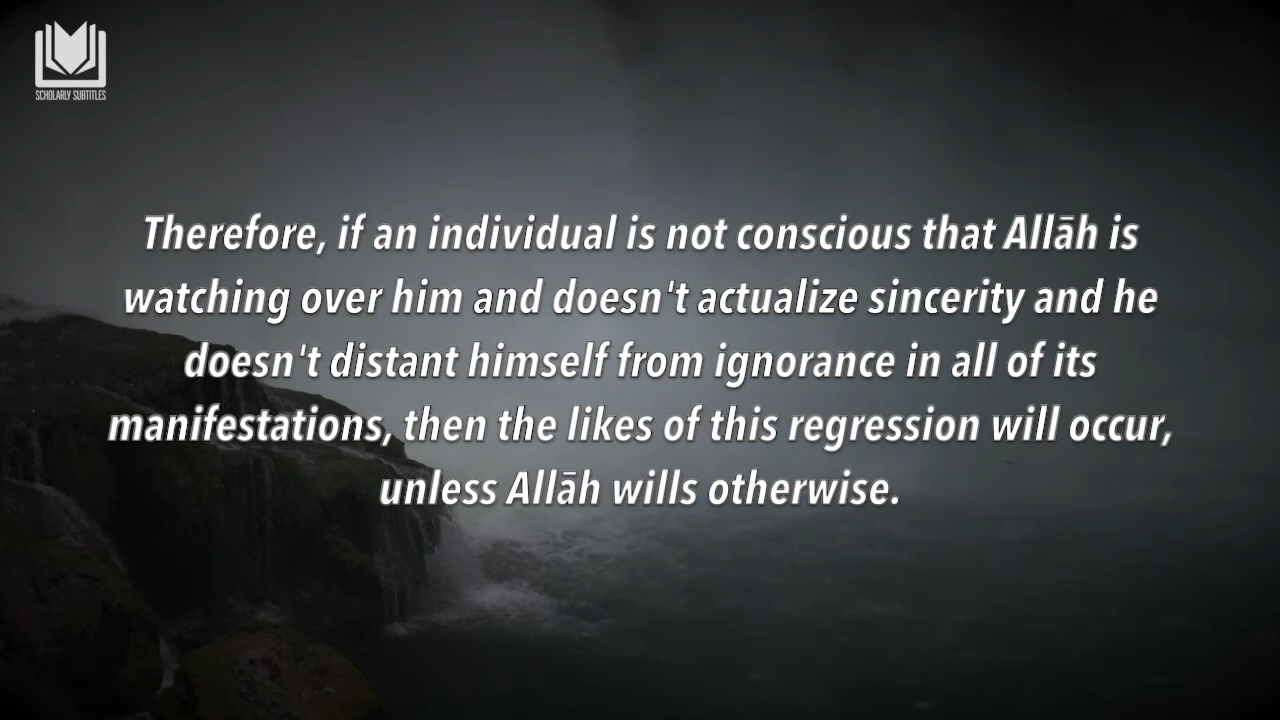 SCHOLARLY SUBTITLES
Therefore, if an individual is not conscious that Allāh is
watching over him and doesn't actualize sincerity and he
doesn't distant himself from ignorance in all of its
manifestations, then the likes of this regression will occur,
unless Allāh wills otherwise.